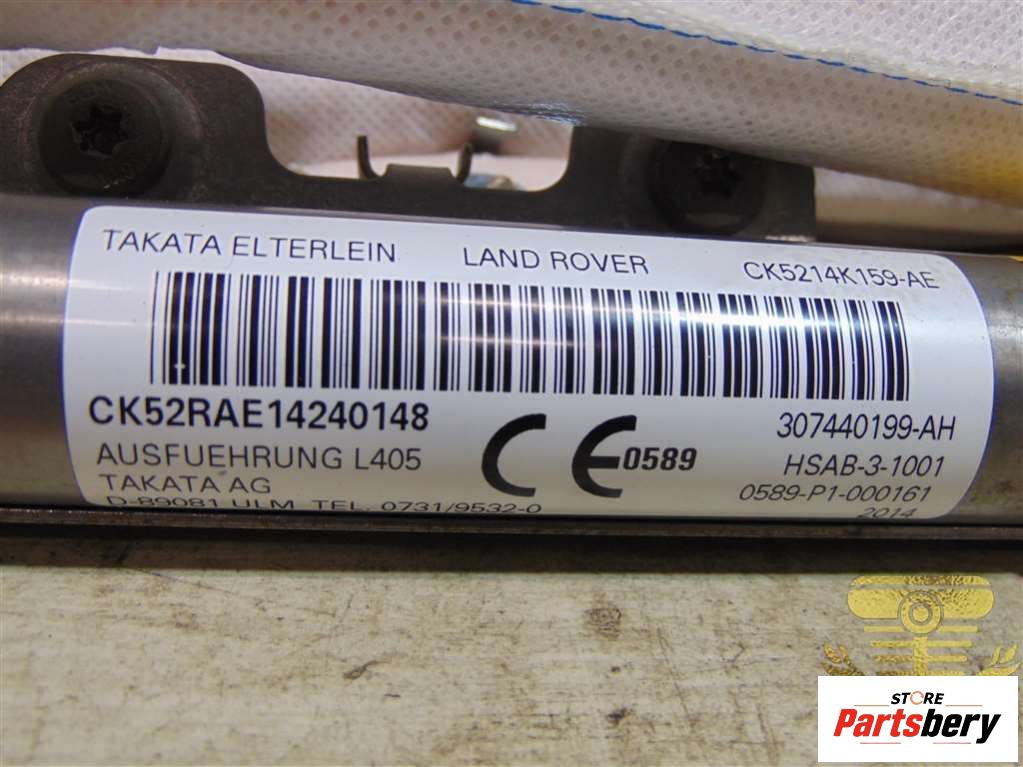 TAKATA ELTERLEIN LAND ROVER CK5214K159-AE
CK52RAE14240148 307440199-AH
AUSFUEHRUNG L405 CE 0589 HSAB-3-1001
TAKATA AG 0589-P1-000161
D-89081 ULM TEL. 0731/9532-0 2014
STORE
Partsbery